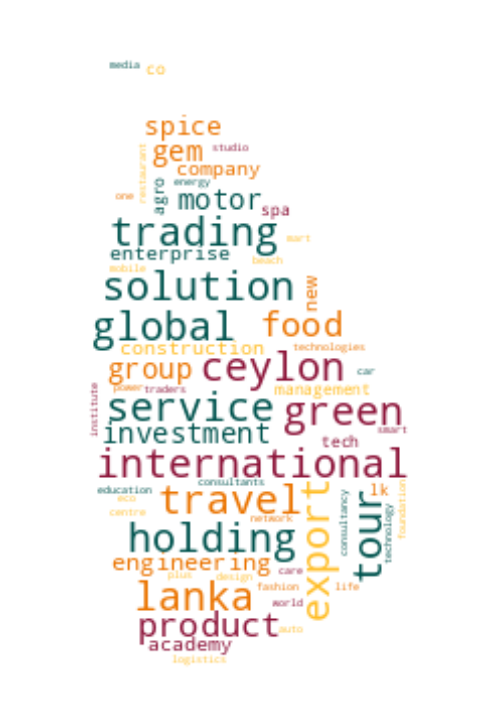 media
co
spice
gem
studio
restaurant
company
energy
agro
one
motor
spa
trading
mart
enterprise
beach
mobile
solution
new
global
food
construction
technologies
group
ceylon
car
power
traders
management
institute
service
green
investment
smart
tech
international
education
consultants
eco
travel
lk
centre
network
export
consultancy
tour
technology
foundation
holding
engineering
plus
design
care
fashion
life
lanka
world
product
auto
academy
logistics